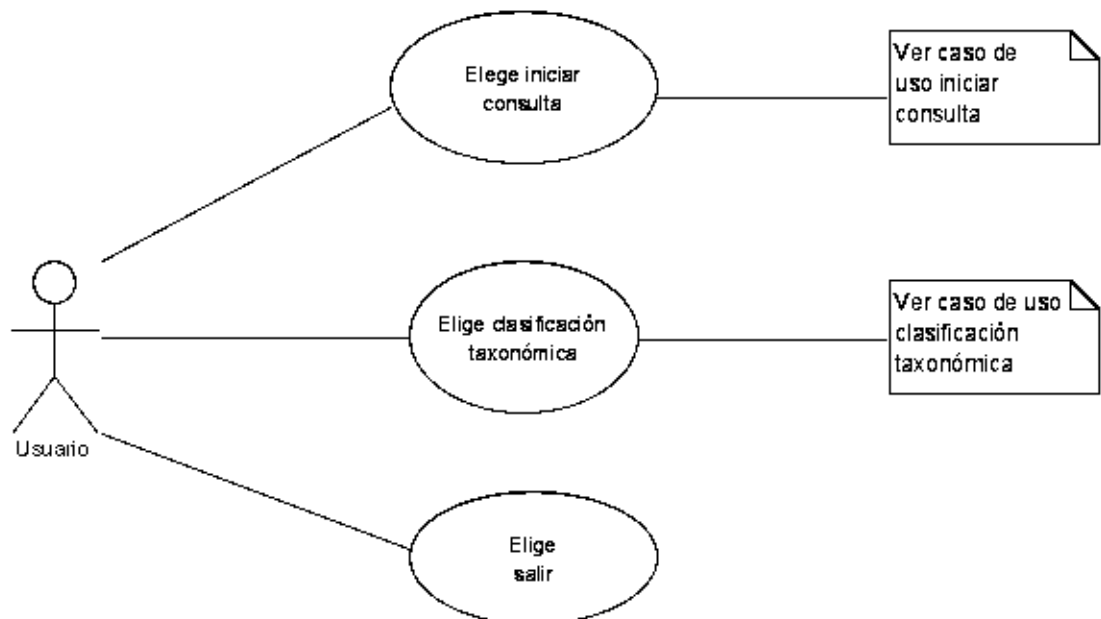 Elege iniciar
consulta
Ver caso de
uso iniciar
consulta
Elige clasificación
taxonómica
Ver caso de uso
clasificación
taxonómica
Usuario
Elige
salir